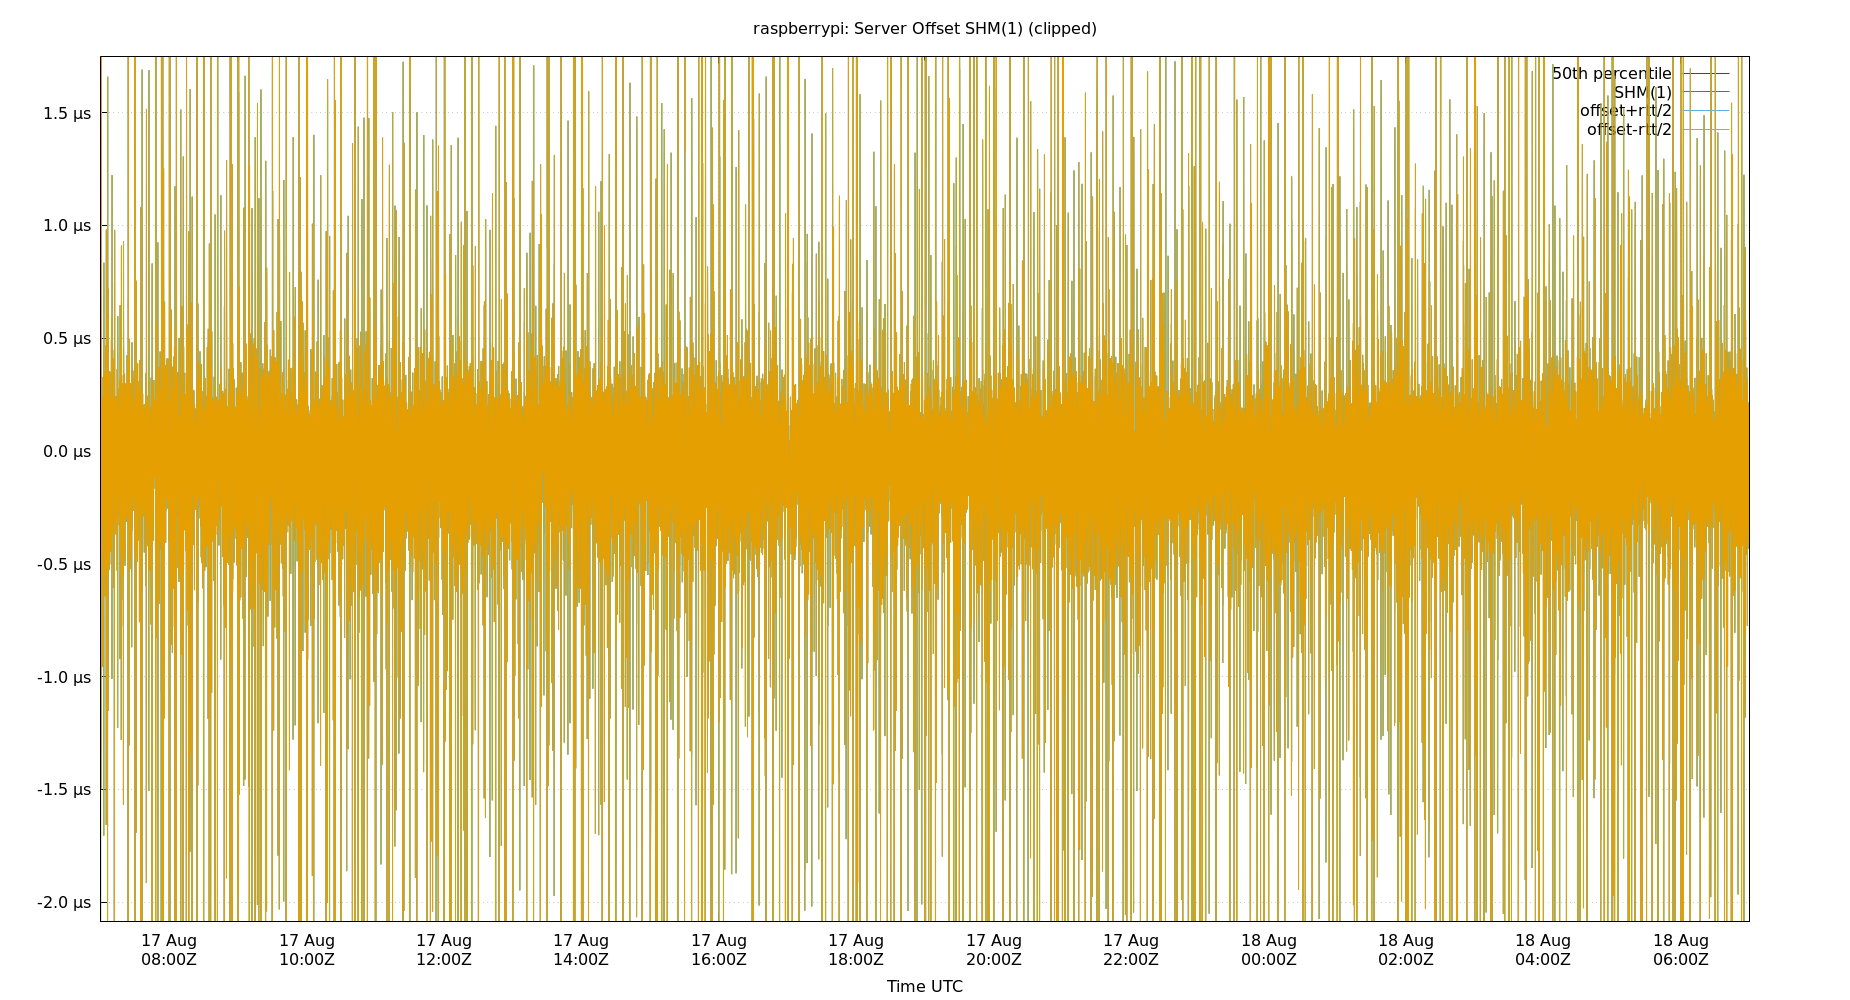 raspberrypi: Server Offset SHM(1) (clipped)
50th percentile
SHM(1)
offset+rtt/2
offset-rtt/2
1.5 µs
1.0 µs
0.5 µs
0.0 µs
-0.5 µs
-1.0 µs
-1.5 µs
-2.0 µs
17 Aug 17 Aug 17 Aug 17 Aug 17 Aug 17 Aug 17 Aug 17 Aug 18 Aug 18 Aug 18 Aug 18 Aug
08:00Z 10:00Z 12:00Z 14:00Z 16:00Z 18:00Z 20:00Z 22:00Z 00:00Z 02:00Z 04:00Z 06:00Z
Time UTC